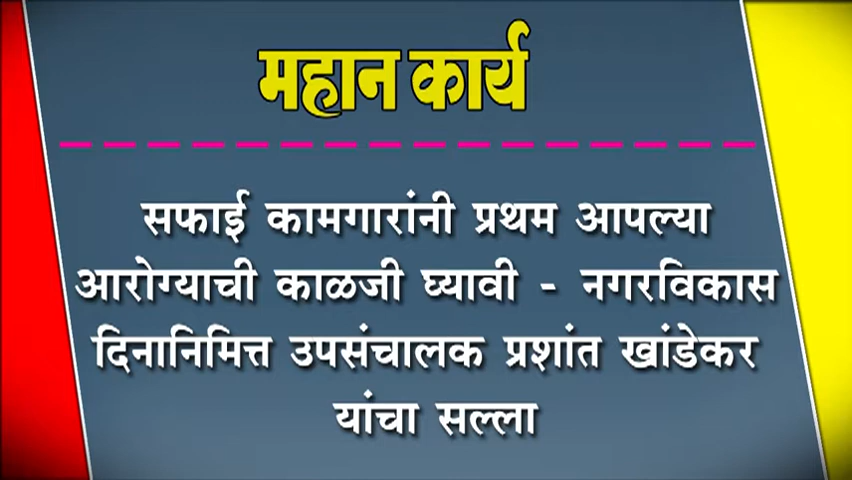 महान कार्य
सफाई कामगारांनी प्रथम आपल्या
आरोग्याची काळजी घ्यावी - नगरविकास
दिनानिमित्त उपसंचालक प्रशांत खांडेकर
यांचा सल्ला